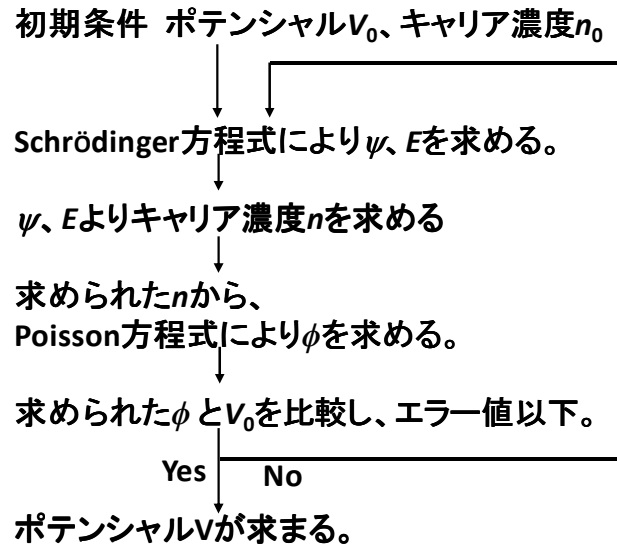 初期条件 ポテンシャルV₀、キャリア濃度n₀
Schrödinger方程式によりψ、Eを求める。
ψ、Eよりキャリア濃度nを求める
求められたnから、
Poisson方程式によりϕを求める。
求められたϕとV₀を比較し、エラー値以下。
Yes No
ポテンシャルVが求まる。